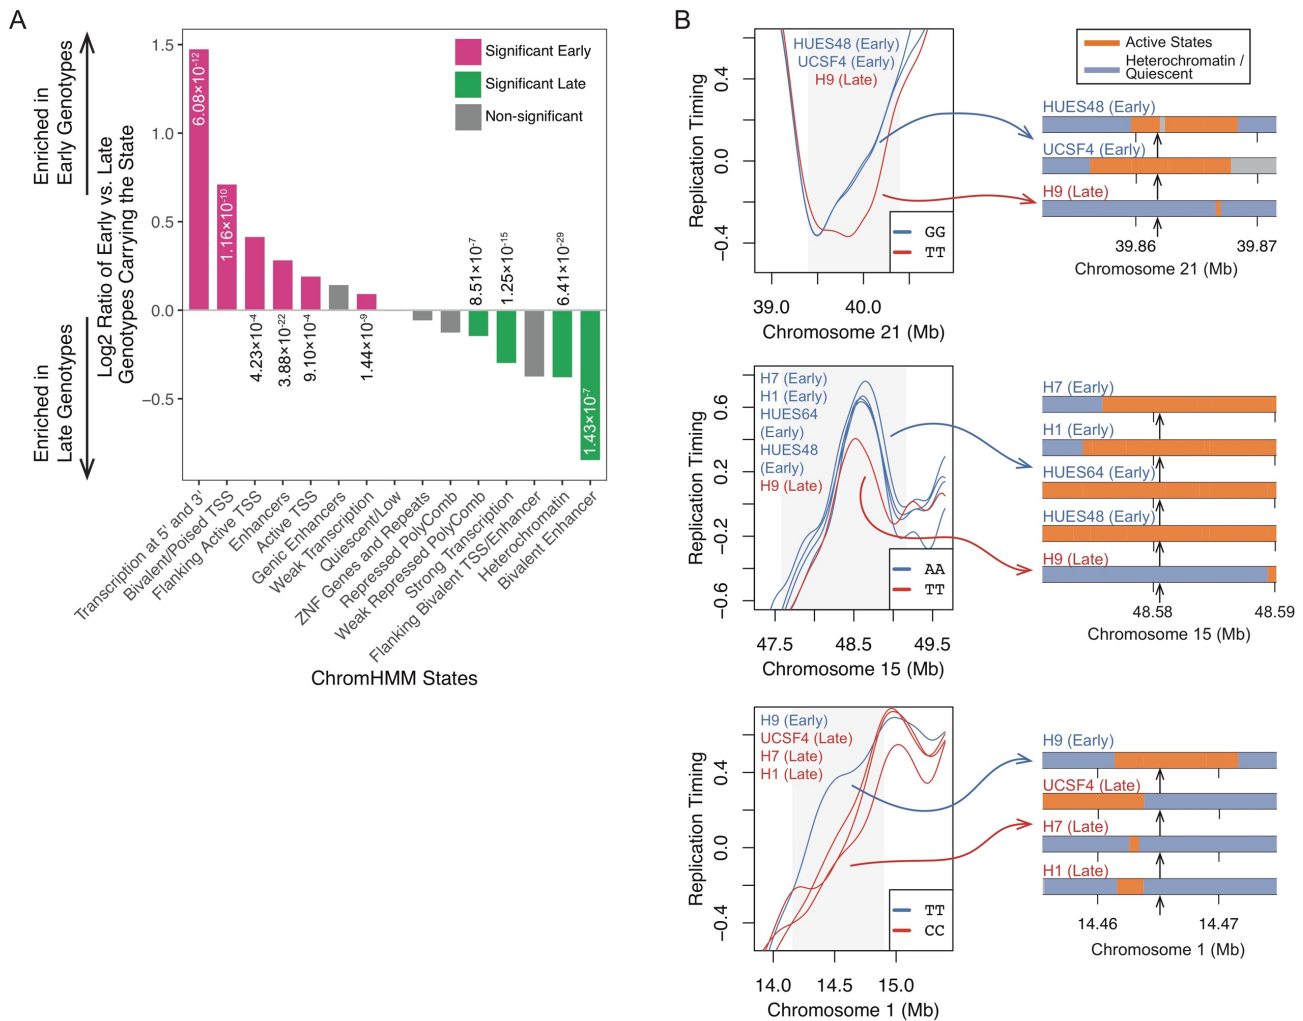 A
Enriched in
Early Genotypes
Enriched in
Late Genotypes
Log2 Ratio of Early vs. Late
Genotypes Carrying the State
1.5
1.0
0.5
0.0
−0.5
Significant Early
Significant Late
Non-significant
6.08×10-12
1.16×10-10
4.23×10-4
3.88×10-22
9.10×10-4
1.44×10-9
8.51×10-7
1.25×10-15
6.41×10-29
1.43×10-7
Transcription at 5' and 3'
Bivalent/Poised TSS
Flanking Active TSS
Enhancers
Active TSS
Genic Enhancers
Weak Transcription
Quiescent/Low
ZNF Genes and Repeats
Repressed PolyComb
Weak Repressed PolyComb
Strong Transcription
Flanking Bivalent TSS/Enhancer
Heterochromatin
Bivalent Enhancer
ChromHMM States
B
Replication Timing
0.4
0.0
−0.4
HUES48 (Early)
UCSF4 (Early)
H9 (Late)
GG
TT
39.0
40.0
Chromosome 21 (Mb)
Active States
Heterochromatin /
Quiescent
HUES48 (Early)
UCSF4 (Early)
H9 (Late)
39.86
39.87
Chromosome 21 (Mb)
Replication Timing
0.6
0.2
−0.2
−0.6
H7 (Early)
H1 (Early)
HUES64
(Early)
HUES48
(Early)
H9 (Late)
AA
TT
47.5
48.5
49.5
Chromosome 15 (Mb)
H7 (Early)
H1 (Early)
HUES64 (Early)
HUES48 (Early)
H9 (Late)
48.58
48.59
Chromosome 15 (Mb)
Replication Timing
0.4
0.0
−0.4
H9 (Early)
UCSF4 (Late)
H7 (Late)
H1 (Late)
TT
CC
14.0
14.5
15.0
Chromosome 1 (Mb)
H9 (Early)
UCSF4 (Late)
H7 (Late)
H1 (Late)
14.46
14.47
Chromosome 1 (Mb)